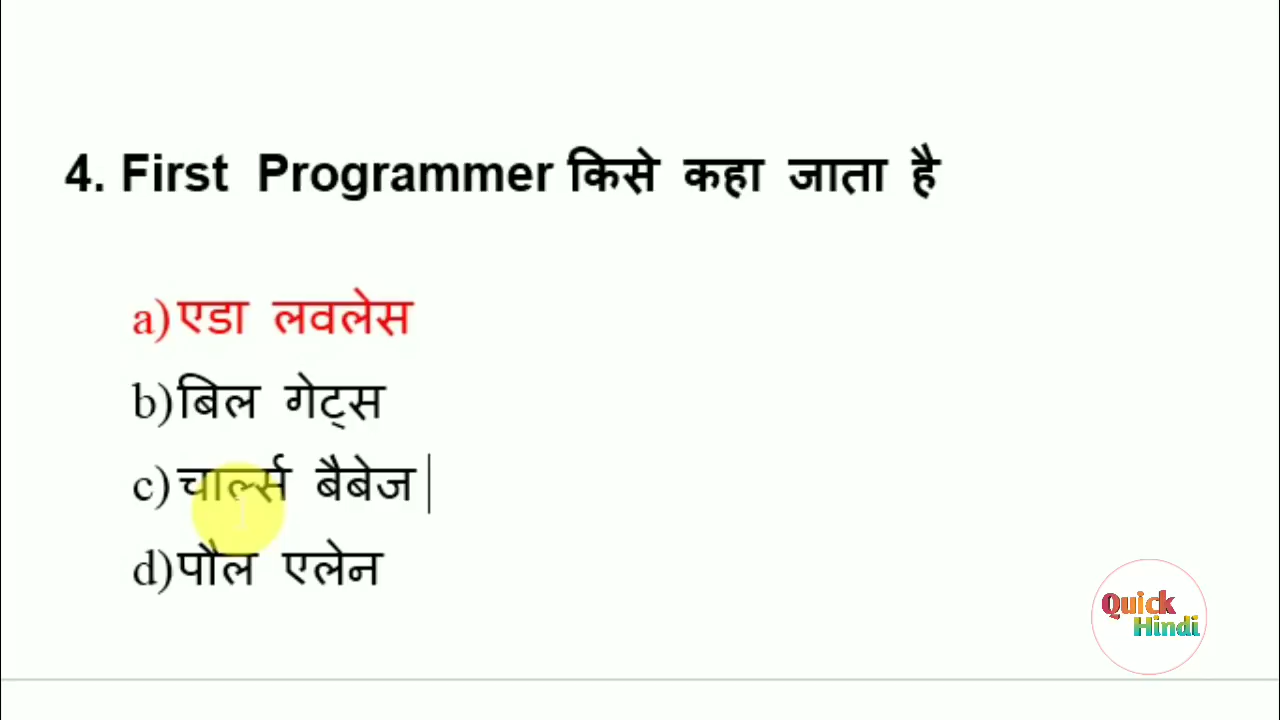 4. First Programmer किसे कहा जाता है
a) एडा लवलेस
b) बिल गेट्स
c) चार्ल्स बैबेज
d) पौल एलेन
Quick
Hindi